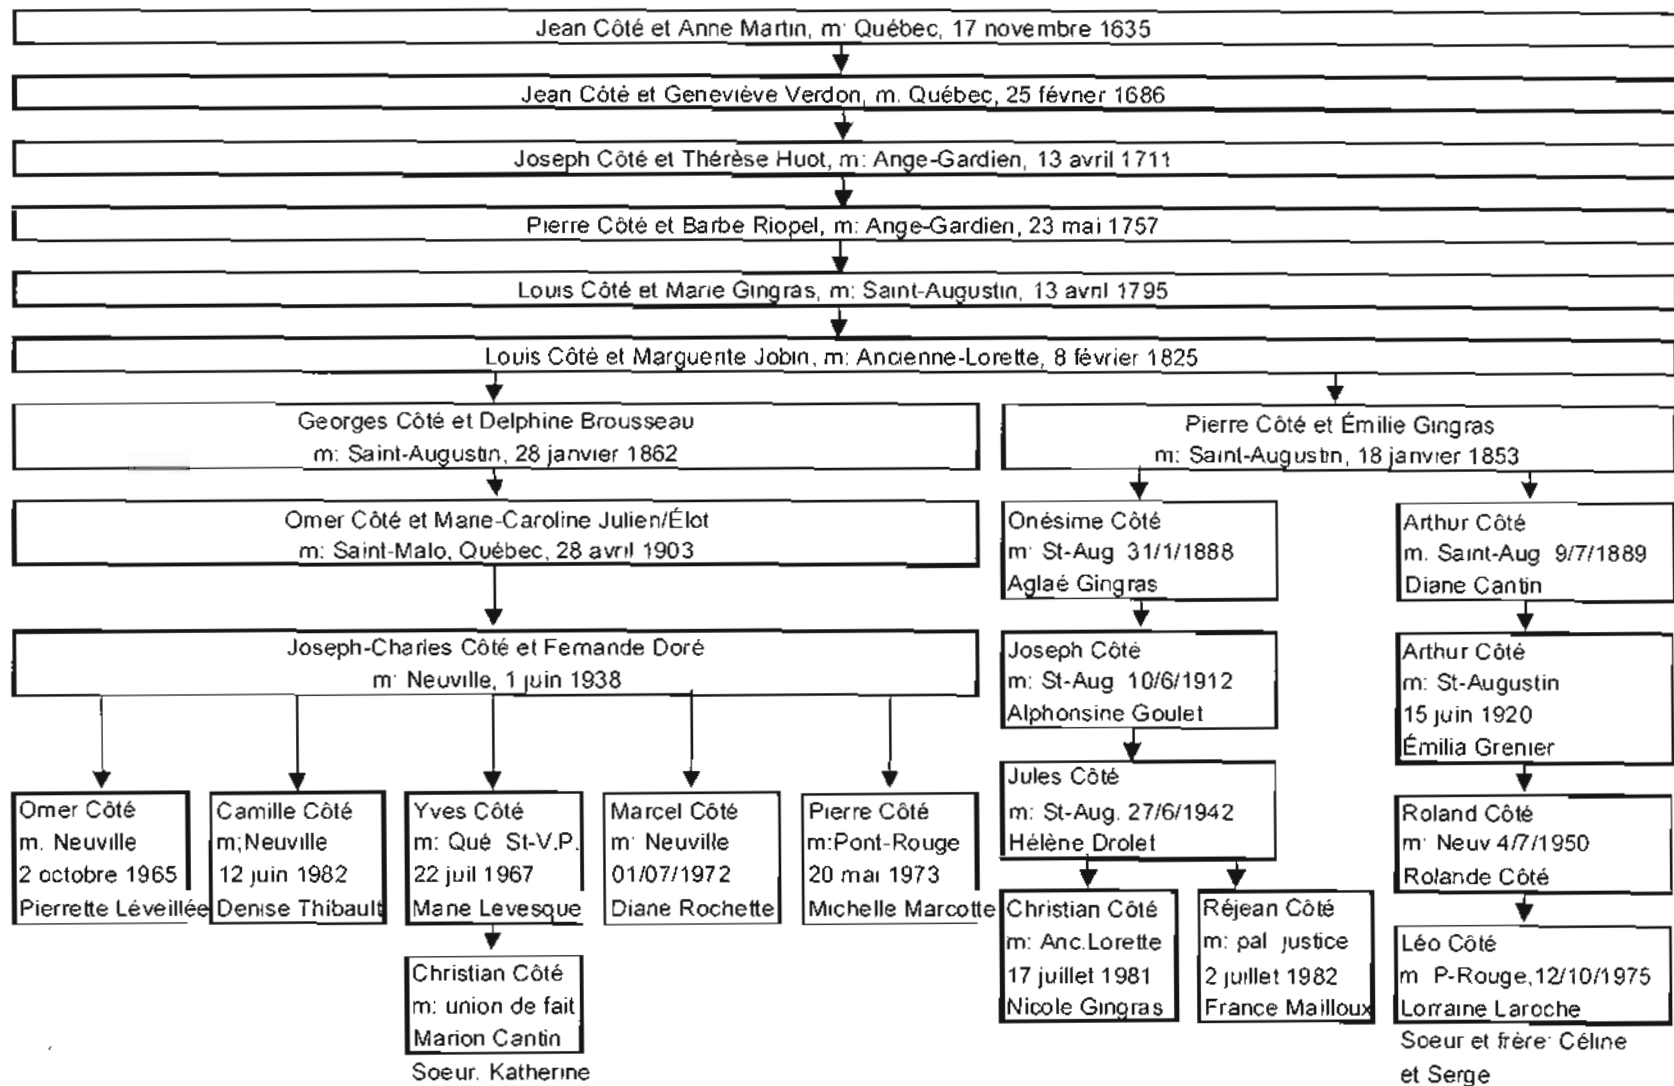 Jean Côté et Anne Martin, m: Québec, 17 novembre 1635
Jean Côté et Geneviève Verdon, m. Québec, 25 février 1686
Joseph Côté et Thérèse Huot, m: Ange-Gardien, 13 avril 1711
Pierre Côté et Barbe Riopel, m: Ange-Gardien, 23 mai 1757
Louis Côté et Marie Gingras, m: Saint-Augustin, 13 avril 1795
Louis Côté et Marguerite Jobin, m: Ancienne-Lorette, 8 février 1825
Georges Côté et Delphine Brousseau
m: Saint-Augustin, 28 janvier 1862
Pierre Côté et Émilie Gingras
m: Saint-Augustin, 18 janvier 1853
Omer Côté et Marie-Caroline Julien/Élot
m: Saint-Malo, Québec, 28 avril 1903
Onésime Côté
m: St-Aug 31/1/1888
Aglaé Gingras
Arthur Côté
m. Saint-Aug 9/7/1889
Diane Cantin
Joseph-Charles Côté et Fernande Doré
m: Neuville, 1 juin 1938
Joseph Côté
m: St-Aug 10/6/1912
Alphonsine Goulet
Arthur Côté
m: St-Augustin
15 juin 1920
Émilia Grenier
Omer Côté
m. Neuville
2 octobre 1965
Pierrette Léveillée
Camille Côté
m;Neuville
12 juin 1982
Denise Thibault
Yves Côté
m: Qué St-V.P.
22 juil 1967
Marie Levesque
Marcel Côté
m: Neuville
01/07/1972
Diane Rochette
Pierre Côté
m:Pont-Rouge
20 mai 1973
Michelle Marcotte
Jules Côté
m: St-Aug. 27/6/1942
Hélène Drolet
Roland Côté
m: Neuv 4/7/1950
Rolande Côté
Christian Côté
m: union de fait
Marion Cantin
Soeur. Katherine
Christian Côté
m: Anc.Lorette
17 juillet 1981
Nicole Gingras
Réjean Côté
m: pal justice
2 juillet 1982
France Mailloux
Léo Côté
m P-Rouge,12/10/1975
Lorraine Laroche
Soeur et frère: Céline
et Serge